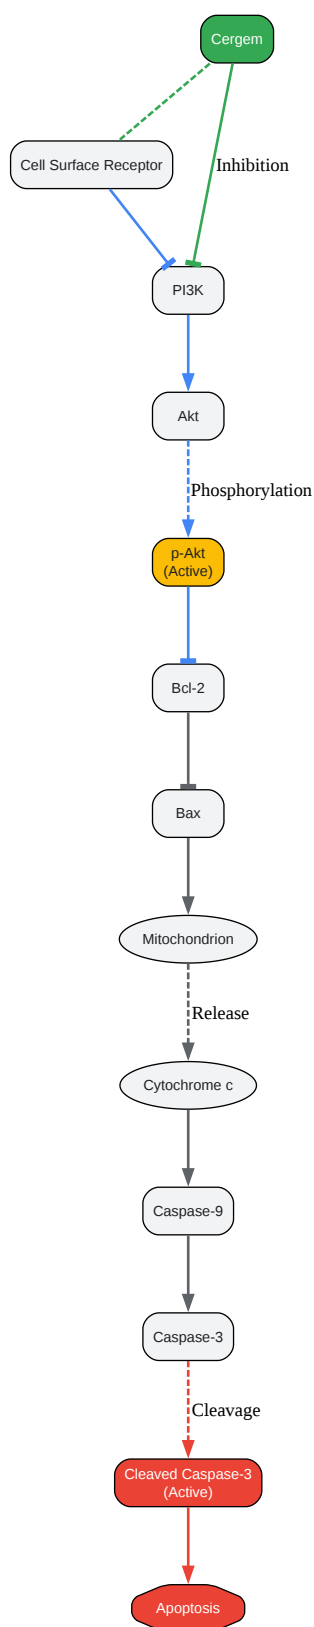 Cergem
Cell Surface Receptor
Inhibition
PI3K
Akt
Phosphorylation
p-Akt
(Active)
Bcl-2
Bax
Mitochondrion
Release
Cytochrome c
Caspase-9
Caspase-3
Cleavage
Cleaved Caspase-3
(Active)
Apoptosis